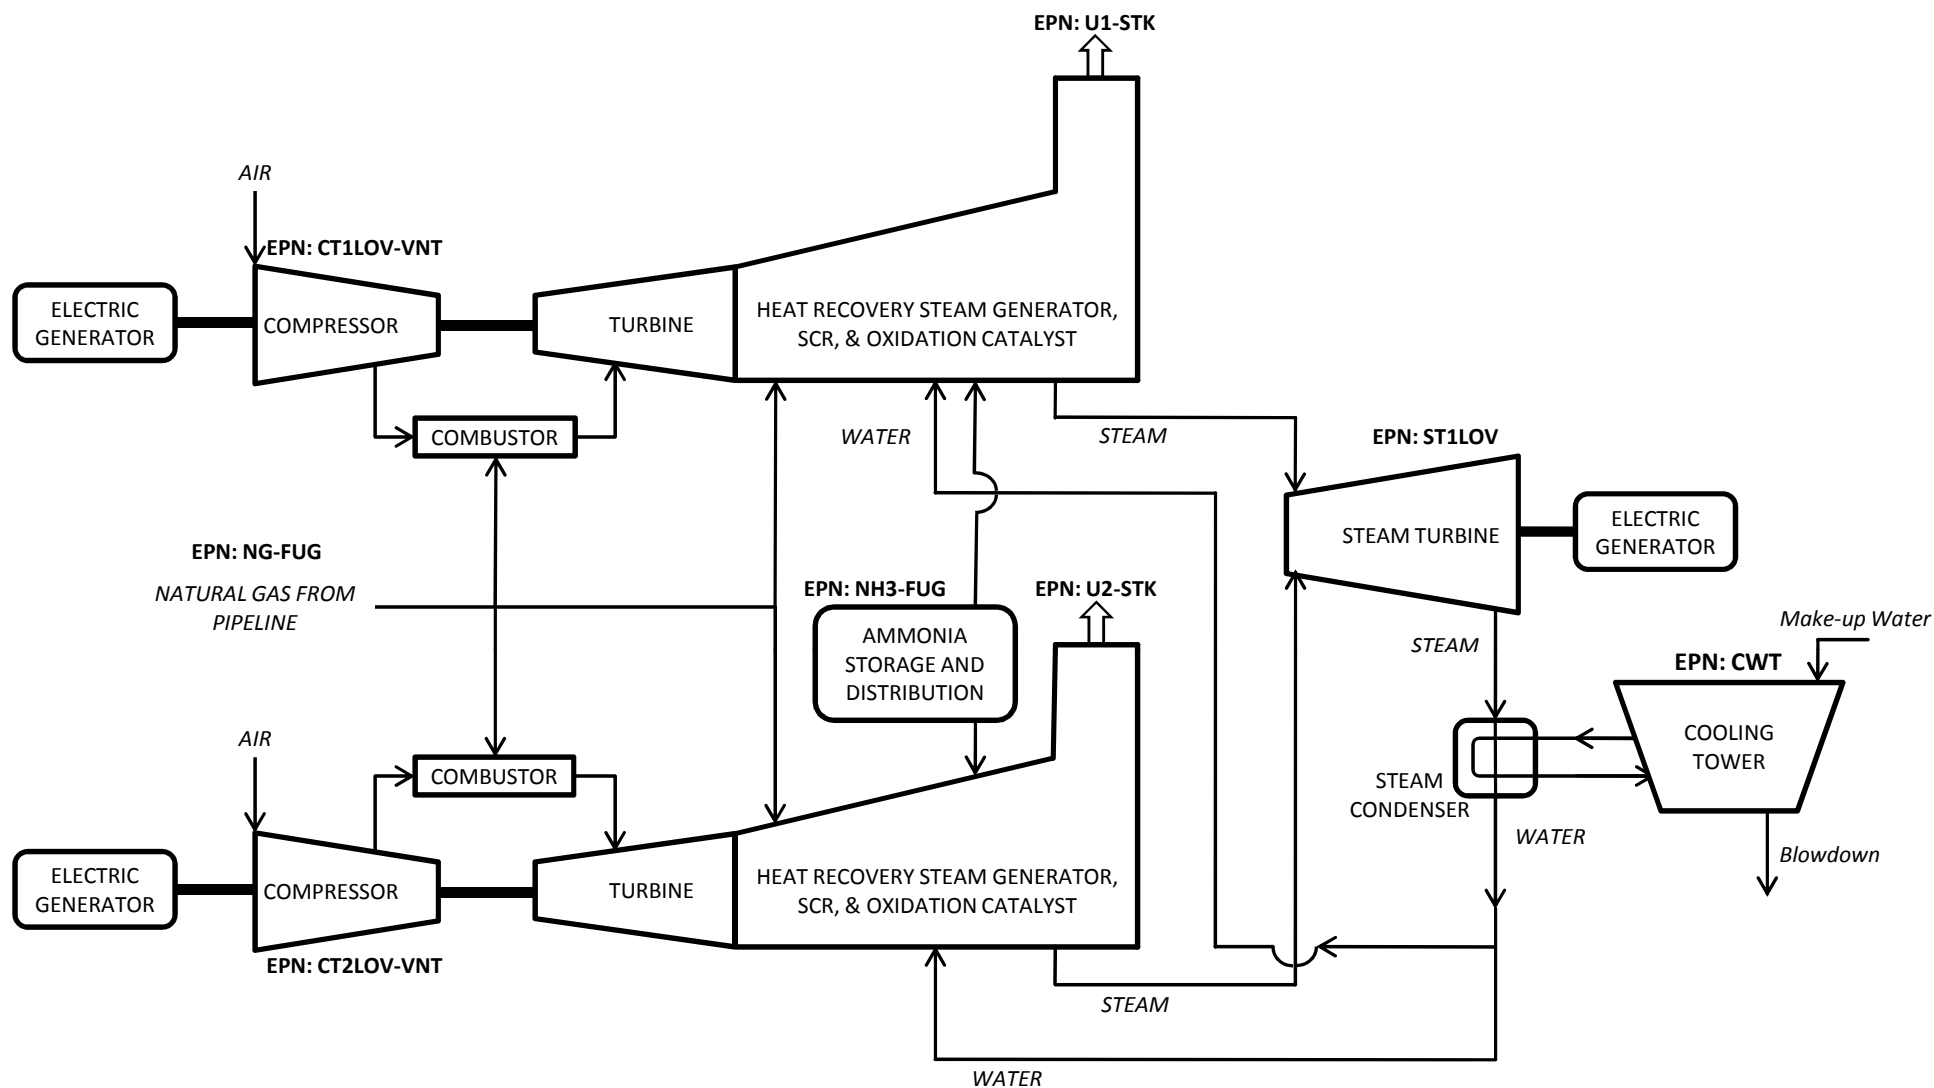 EPN: U1-STK
AIR
EPN: CT1LOV-VNT
ELECTRIC
GENERATOR
COMPRESSOR
TURBINE
HEAT RECOVERY STEAM GENERATOR,
SCR, & OXIDATION CATALYST
COMBUSTOR
WATER
STEAM
EPN: ST1LOV
STEAM TURBINE
ELECTRIC
GENERATOR
EPN: NG-FUG
NATURAL GAS FROM
PIPELINE
EPN: NH3-FUG
AMMONIA
STORAGE AND
DISTRIBUTION
EPN: U2-STK
STEAM
Make-up Water
EPN: CWT
COOLING
TOWER
STEAM
CONDENSER
WATER
Blowdown
AIR
COMBUSTOR
ELECTRIC
GENERATOR
COMPRESSOR
TURBINE
HEAT RECOVERY STEAM GENERATOR,
SCR, & OXIDATION CATALYST
EPN: CT2LOV-VNT
STEAM
WATER